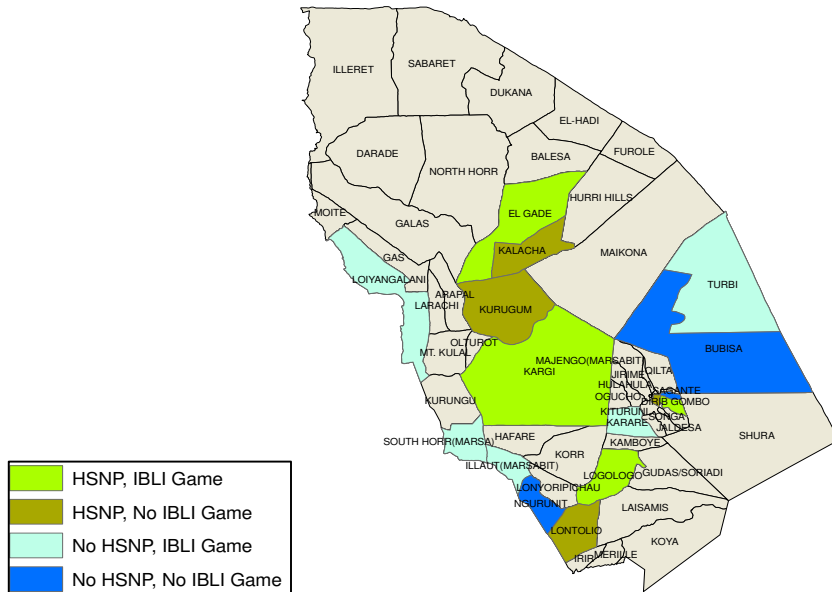 ILLERET
SABARET
DUKANA
EL-HADI
DARADE
NORTH HORR
BALESA
FUROLE
HURRI HILLS
MOITE
GALAS
EL GADE
KALACHA
MAIKONA
GAS
LOIYANGALANI
TURBI
ARAPAL
LARACHI
KURUGUM
OLTUROT
MT. KULAL
BUBISA
MAJENGO(MARSABIT)
KARGI
QILTA
JIRIME
HULAHULA
SAGANTE
OGUCHO
DIRIB GOMBO
KURUNGU
KITURUNI
SONGA
KARARE
JALDESA
SHURA
SOUTH HORR(MARSA)
HAFARE
KAMBOYE
KORR
ILLAUT(MARSABIT)
LOGOLOGO
GUDAS/SORIADI
LONYORIPICHAU
NGURUNIT
LAISAMIS
LONTOLIO
KOYA
MERILLE
IRIR
HSNP, IBLI Game
HSNP, No IBLI Game
No HSNP, IBLI Game
No HSNP, No IBLI Game